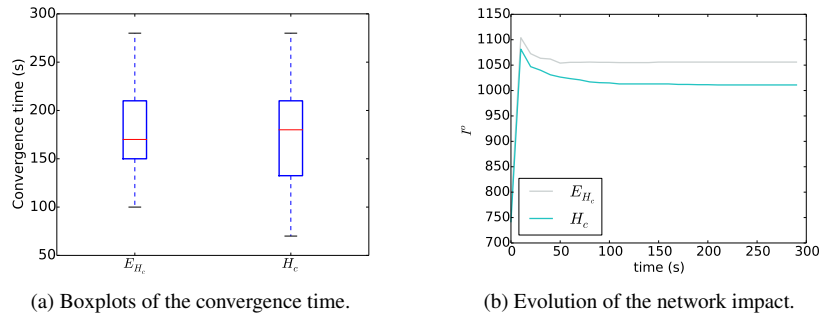 300
250
200
150
100
50
Convergence time (s)
E_{H_c}
H_c
(a) Boxplots of the convergence time.
1150
1100
1050
1000
950
900
850
800
750
700
0
50
100
150
200
250
300
time (s)
E_{H_c}
H_c
(b) Evolution of the network impact.